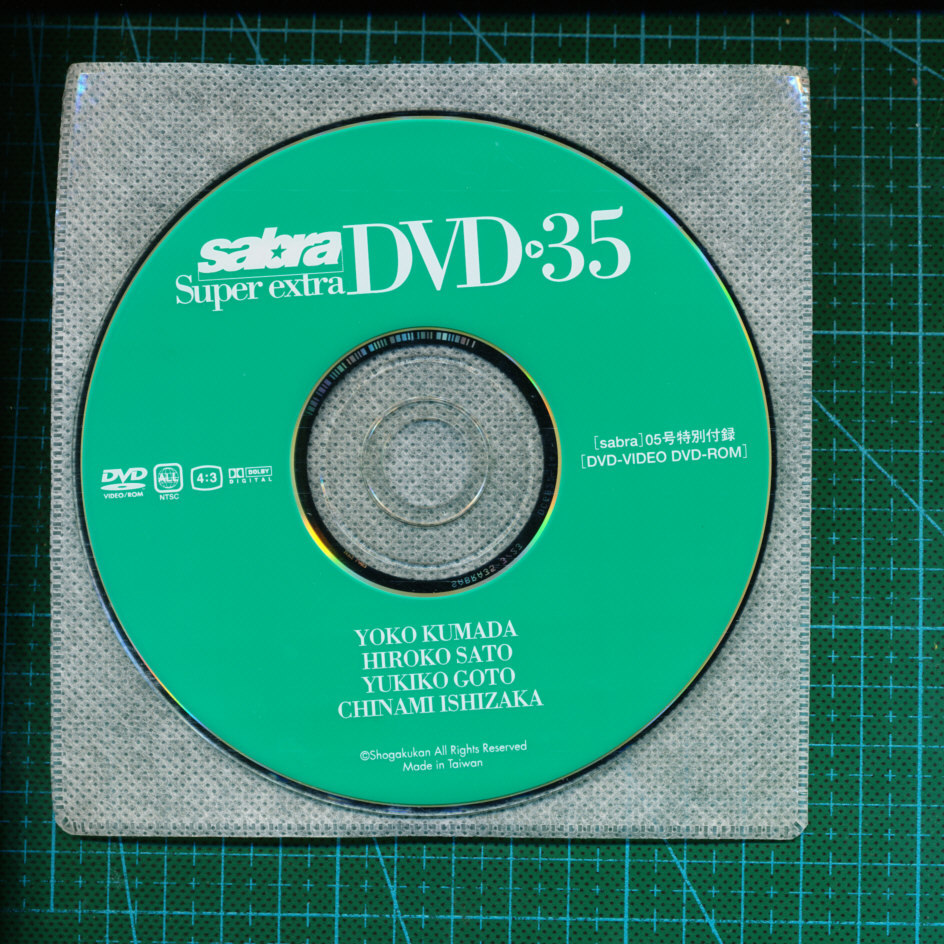 sabra
Super extra DVD 35
[sabra]05号特別付録
[DVD-VIDEO DVD-ROM]
DVD
VIDEO/ROM
ALL
NTSC
4:3
DOLBY
DIGITAL
YOKO KUMADA
HIROKO SATO
YUKIKO GOTO
CHINAMI ISHIZAKA
©Shogakukan All Rights Reserved
Made in Taiwan